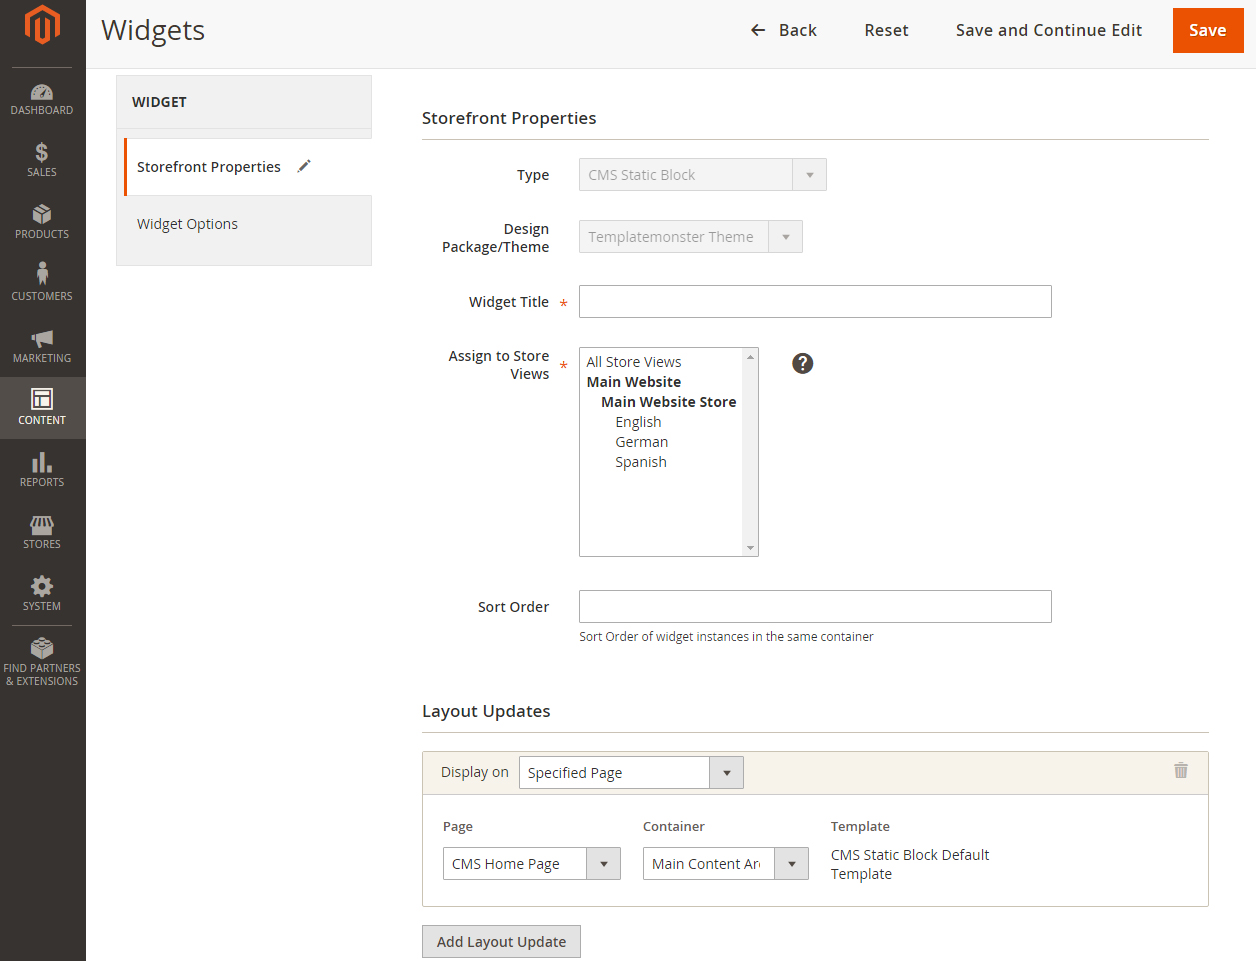 Widgets
Back
Reset
Save and Continue Edit
Save
DASHBOARD
SALES
PRODUCTS
CUSTOMERS
MARKETING
CONTENT
REPORTS
STORES
SYSTEM
FIND PARTNERS
& EXTENSIONS
WIDGET
Storefront Properties
Widget Options
Storefront Properties
Type
CMS Static Block
Design
Package/Theme
Templatemonster Theme
Widget Title *
Assign to Store
Views *
All Store Views
Main Website
Main Website Store
English
German
Spanish
?
Sort Order
Sort Order of widget instances in the same container
Layout Updates
Display on
Specified Page
Page
Container
Template
CMS Home Page
Main Content Are
CMS Static Block Default
Template
Add Layout Update